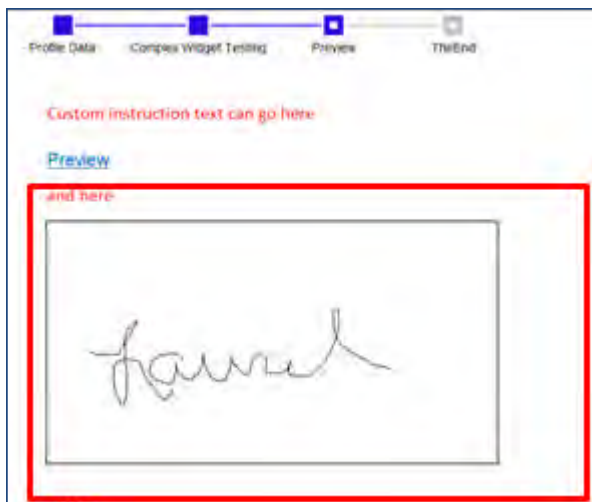 Profile Data Complex Widget Testing Preview TheEnd
Custom instruction text can go here
Preview
and here